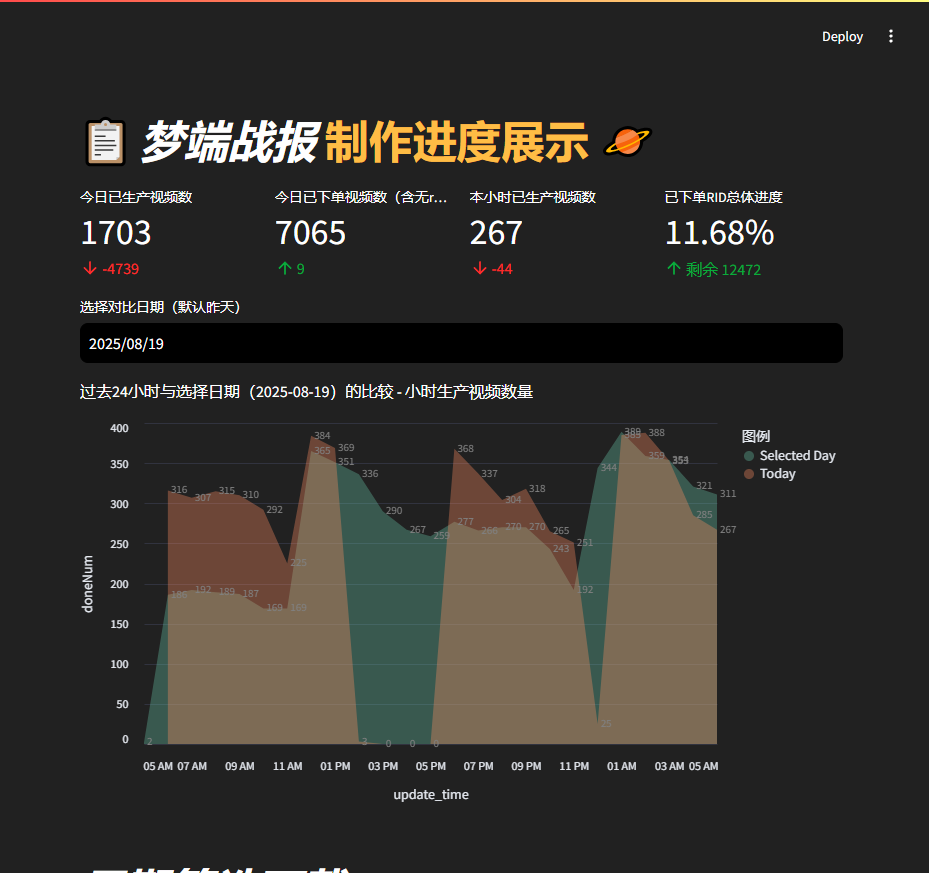 Deploy
梦端战报 制作进度展示
今日已生产视频数
1703
-4739
今日已下单视频数（含无r...
7065
9
本小时已生产视频数
267
-44
已下单RID总体进度
11.68%
剩余 12472
选择对比日期（默认昨天）
2025/08/19
过去24小时与选择日期（2025-08-19）的比较 - 小时生产视频数量
图例
Selected Day
Today
doneNum
400
350
300
250
200
150
100
50
0
316 307 315 310 292 225 384 369
365 351 336 290 267 259
368 337 304 318 265 251
277 266 270 270 243 192
186 192 189 187 169 169
344 389 388 359 354 321 311
285 267
2 3 0 0 0 25
05 AM 07 AM 09 AM 11 AM 01 PM 03 PM 05 PM 07 PM 09 PM 11 PM 01 AM 03 AM 05 AM
update_time